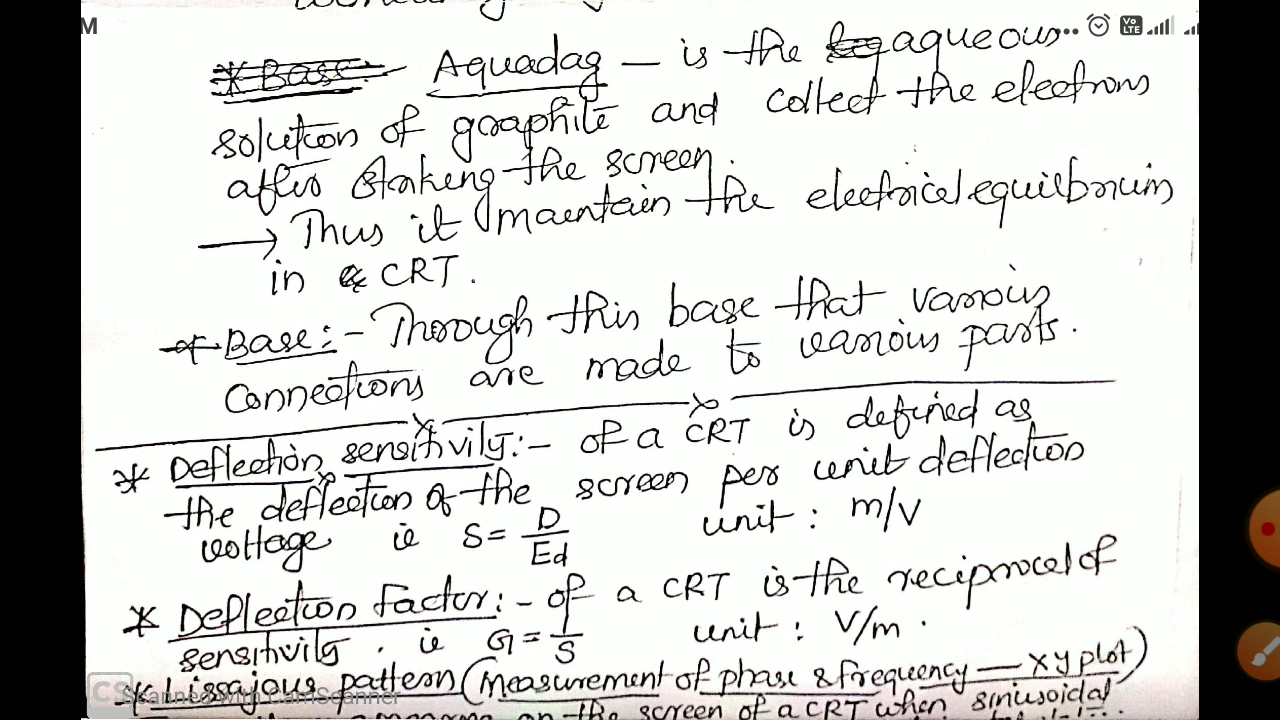 M
Aquadag – is the aqueous
solution of graphite and collect the electrons
after striking the screen.
→ Thus it maintain the electrical equilibrium
in CRT.
* Base:- Through this base that various
connections are made to various parts.
* Deflection sensitivity:- of a CRT is defined as
the deflection of the screen per unit deflection
voltage ie S = D/Ed unit : m/V
* Deflection Factor:- of a CRT is the reciprocal of
sensitivity. ie G = 1/S unit : V/m.
* Lissajous pattern (Measurement of phase & frequency – XY plot)
on the screen of a CRT when sinusoidal
CS Scanned with CamScanner